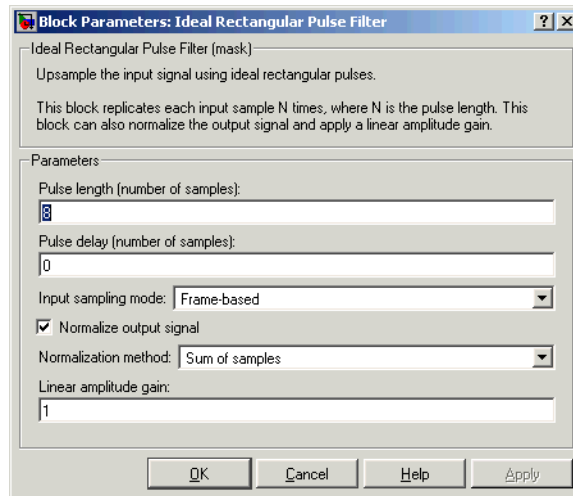 Block Parameters: Ideal Rectangular Pulse Filter
Ideal Rectangular Pulse Filter (mask)
Upsample the input signal using ideal rectangular pulses.
This block replicates each input sample N times, where N is the pulse length. This
block can also normalize the output signal and apply a linear amplitude gain.
Parameters
Pulse length (number of samples):
8
Pulse delay (number of samples):
0
Input sampling mode: Frame-based
Normalize output signal
Normalization method: Sum of samples
Linear amplitude gain:
1
OK Cancel Help Apply